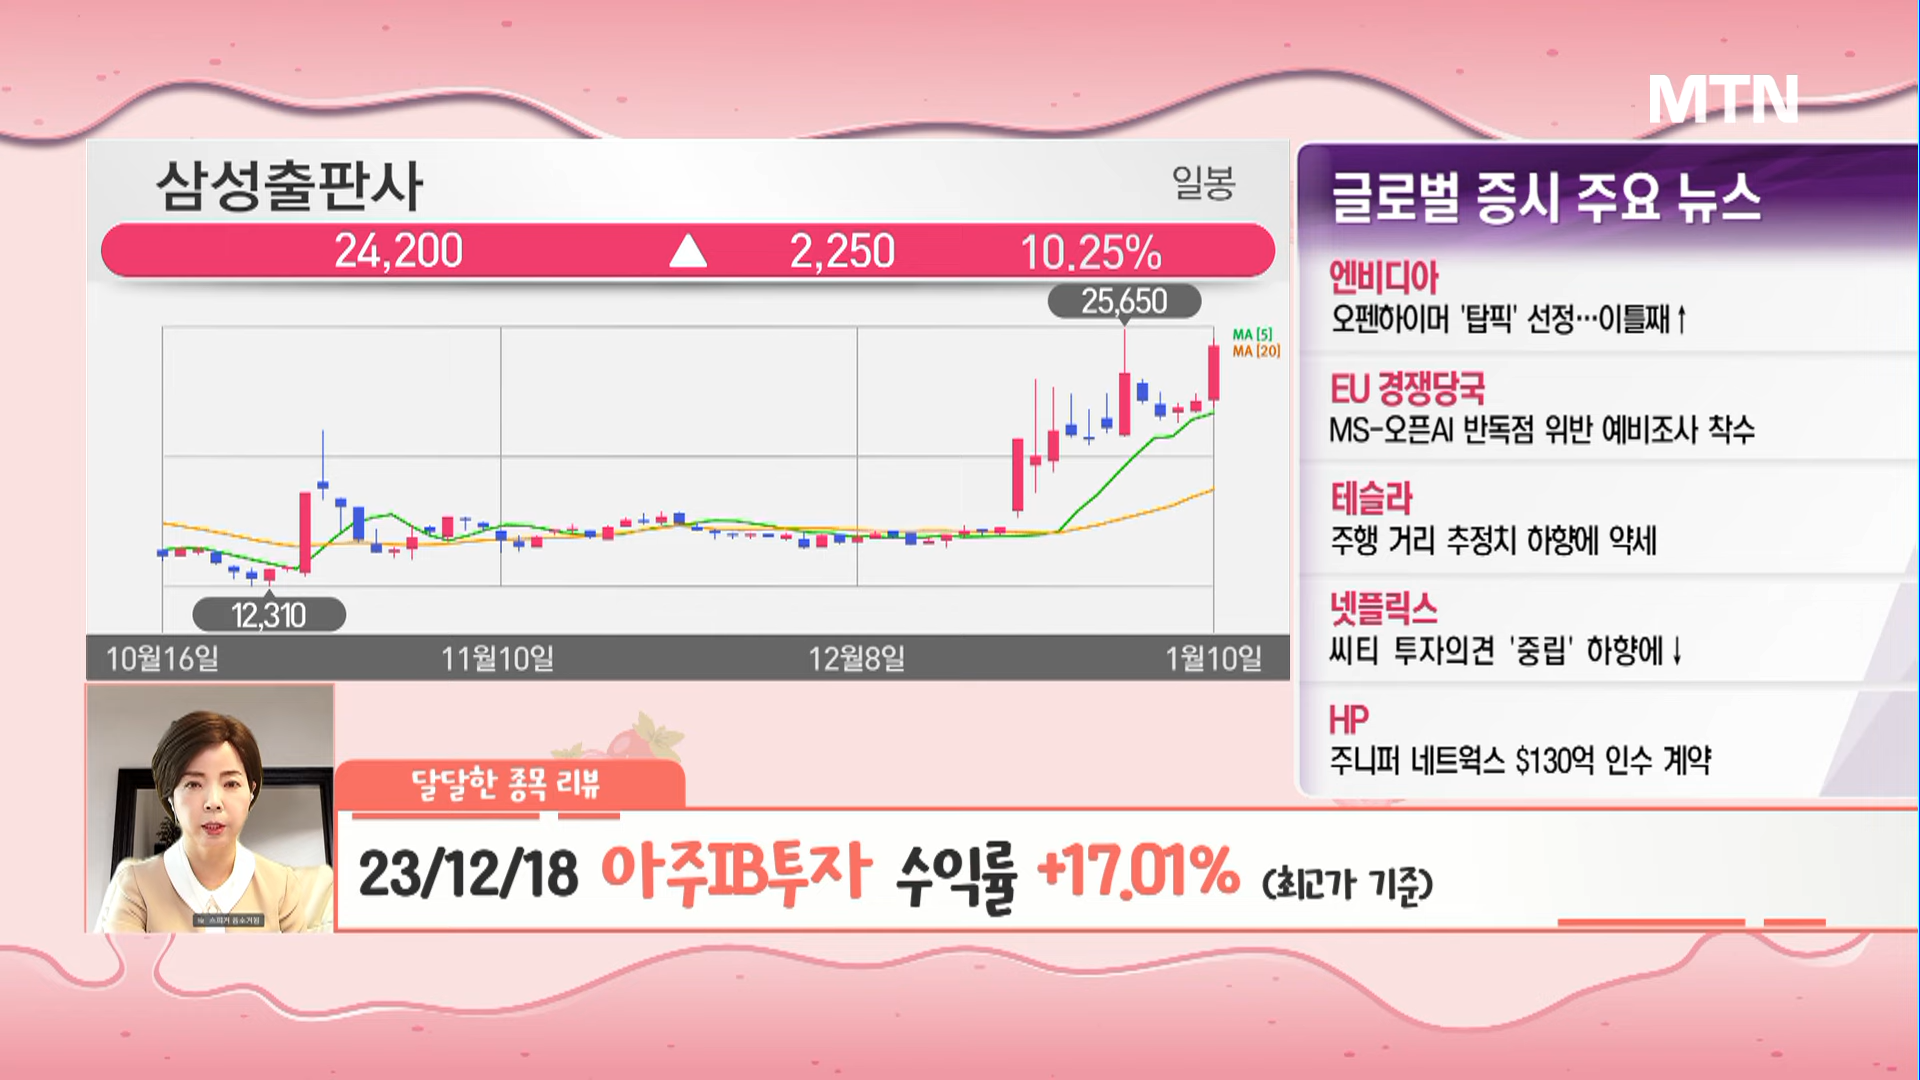 MTN
삼성출판사
일봉
24,200 ▲ 2,250 10.25%
25,650
MA [5]
MA [20]
12,310
10월16일 11월10일 12월8일 1월10일
글로벌 증시 주요 뉴스
엔비디아
오펜하이머 '탑픽' 선정…이틀째↑
EU 경쟁당국
MS-오픈AI 반독점 위반 예비조사 착수
테슬라
주행 거리 추정치 하향에 약세
넷플릭스
씨티 투자의견 '중립' 하향에↓
HP
주니퍼 네트웍스 $130억 인수 계약
달달한 종목 리뷰
23/12/18 아주IB투자 수익률 +17.01% (최고가 기준)